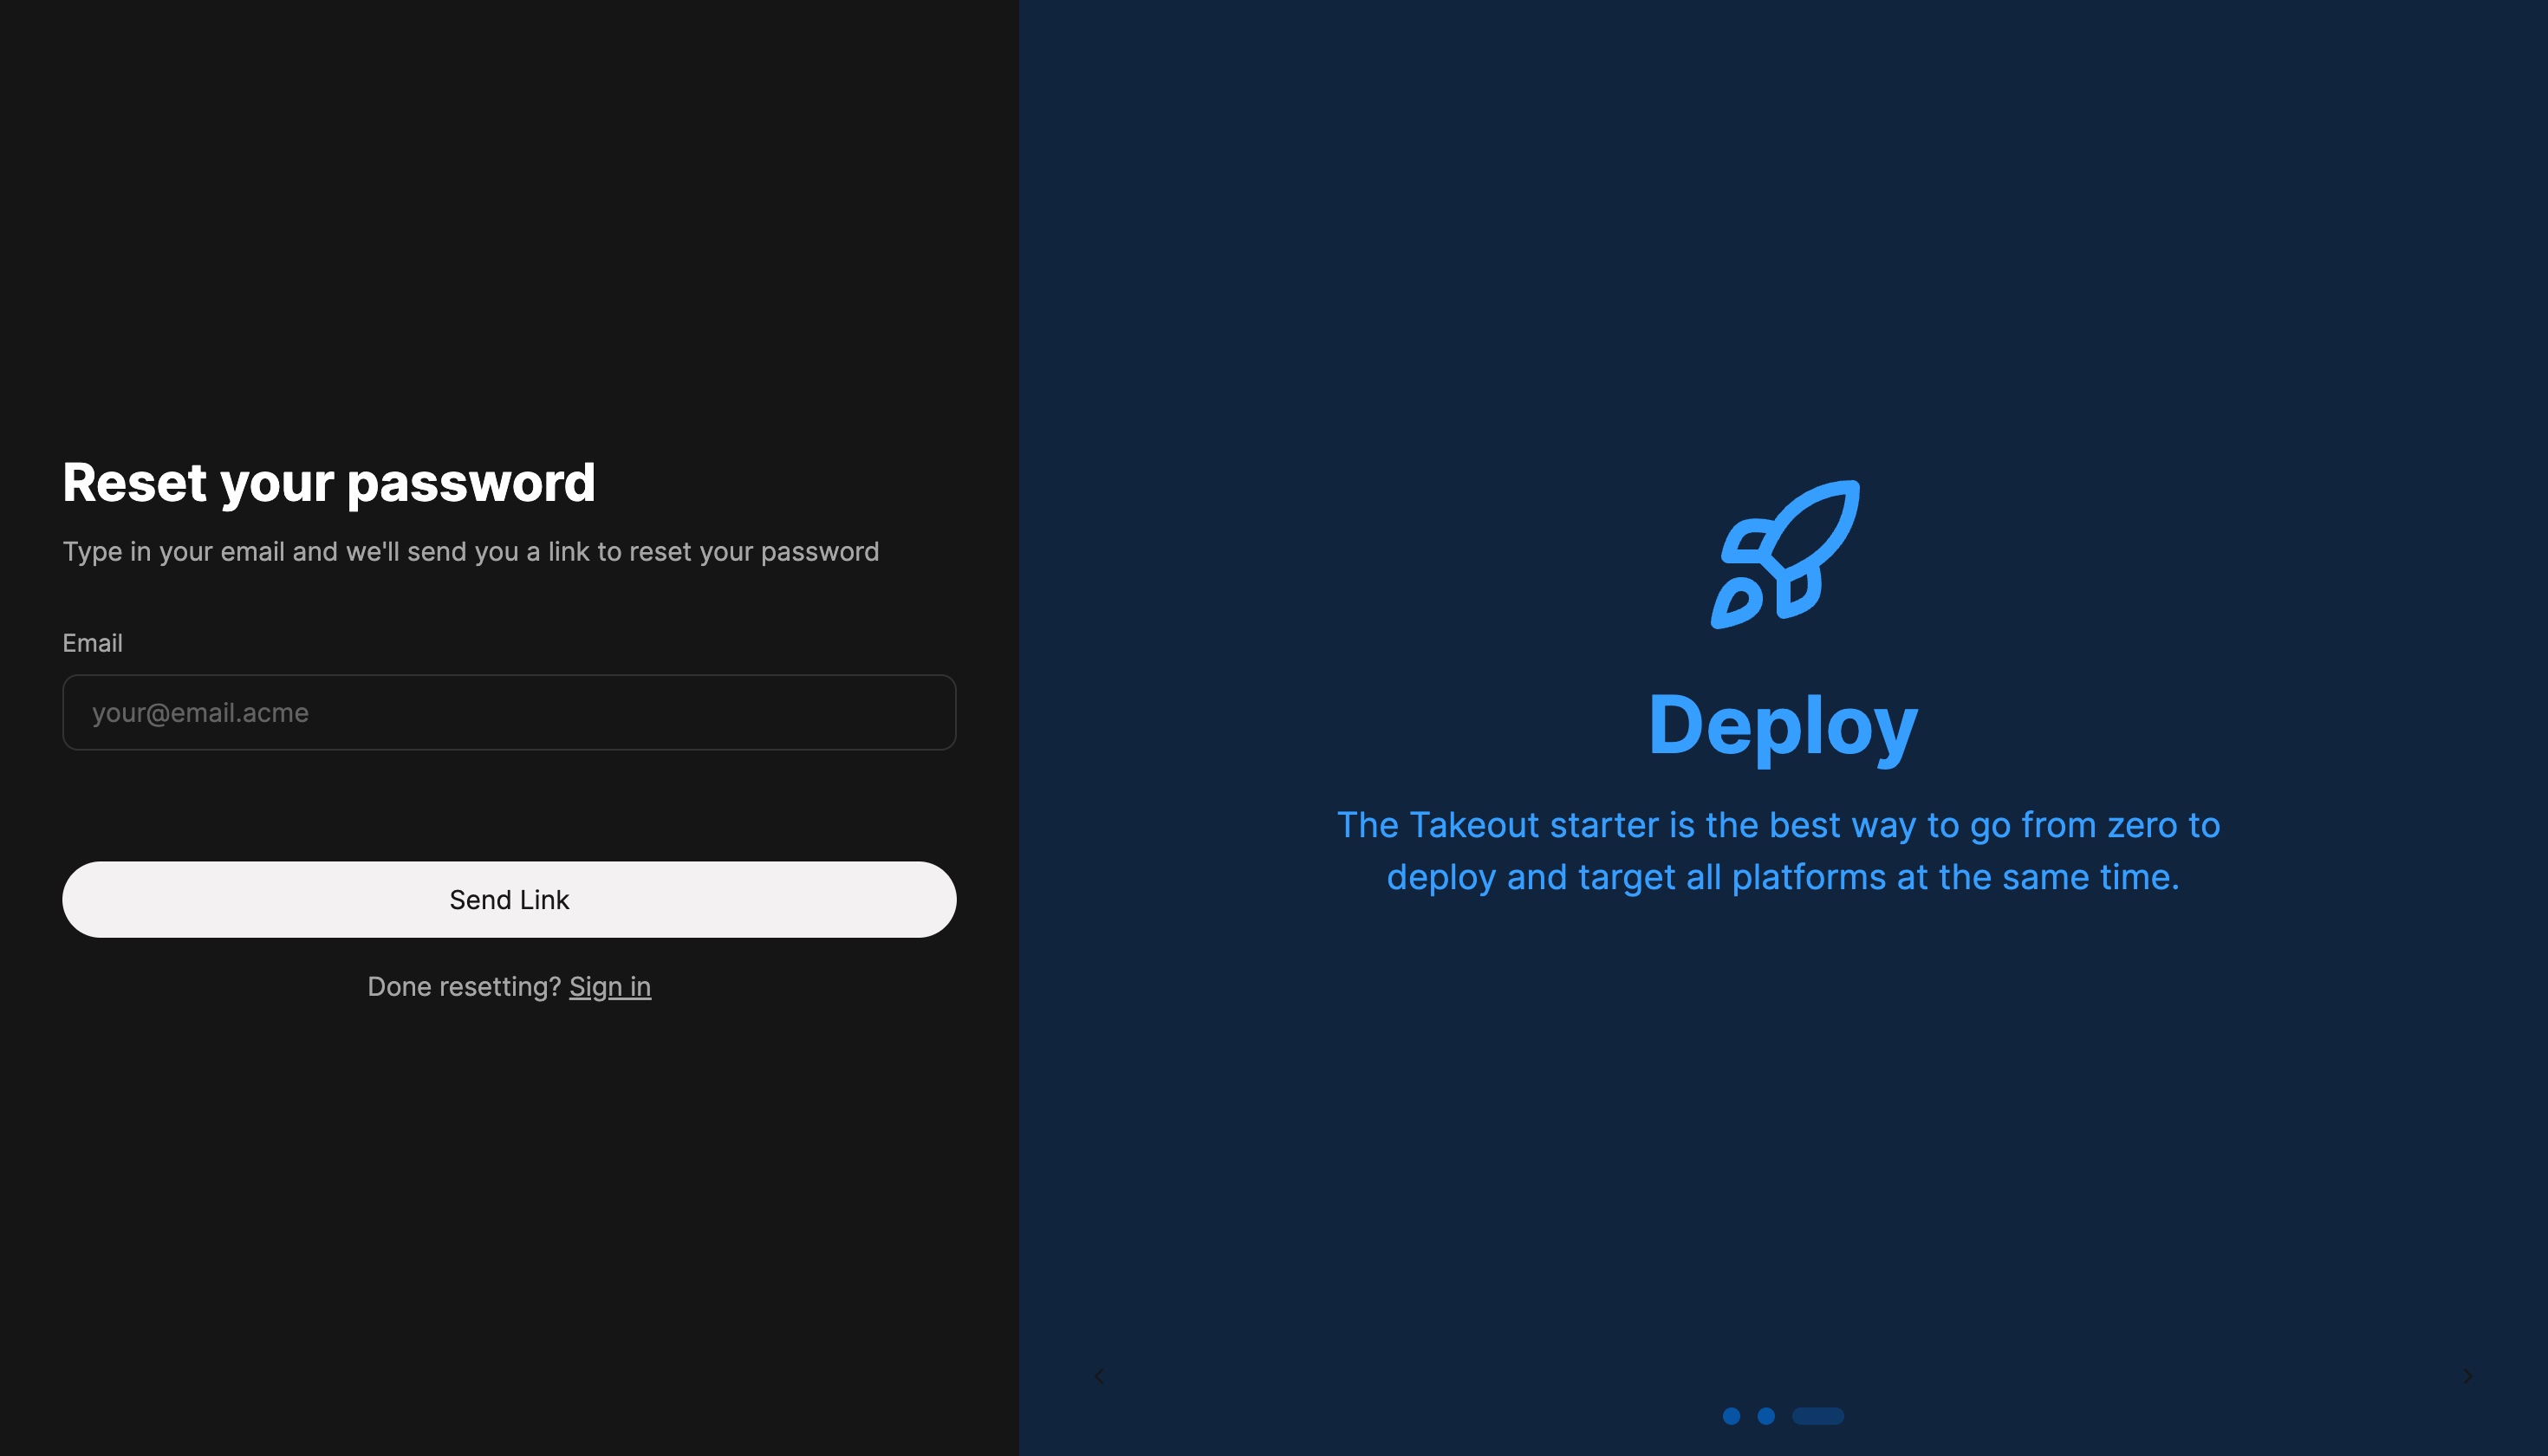 Reset your password
Type in your email and we'll send you a link to reset your password
Email
your@email.acme
Send Link
Done resetting? Sign in
Deploy
The Takeout starter is the best way to go from zero to
deploy and target all platforms at the same time.